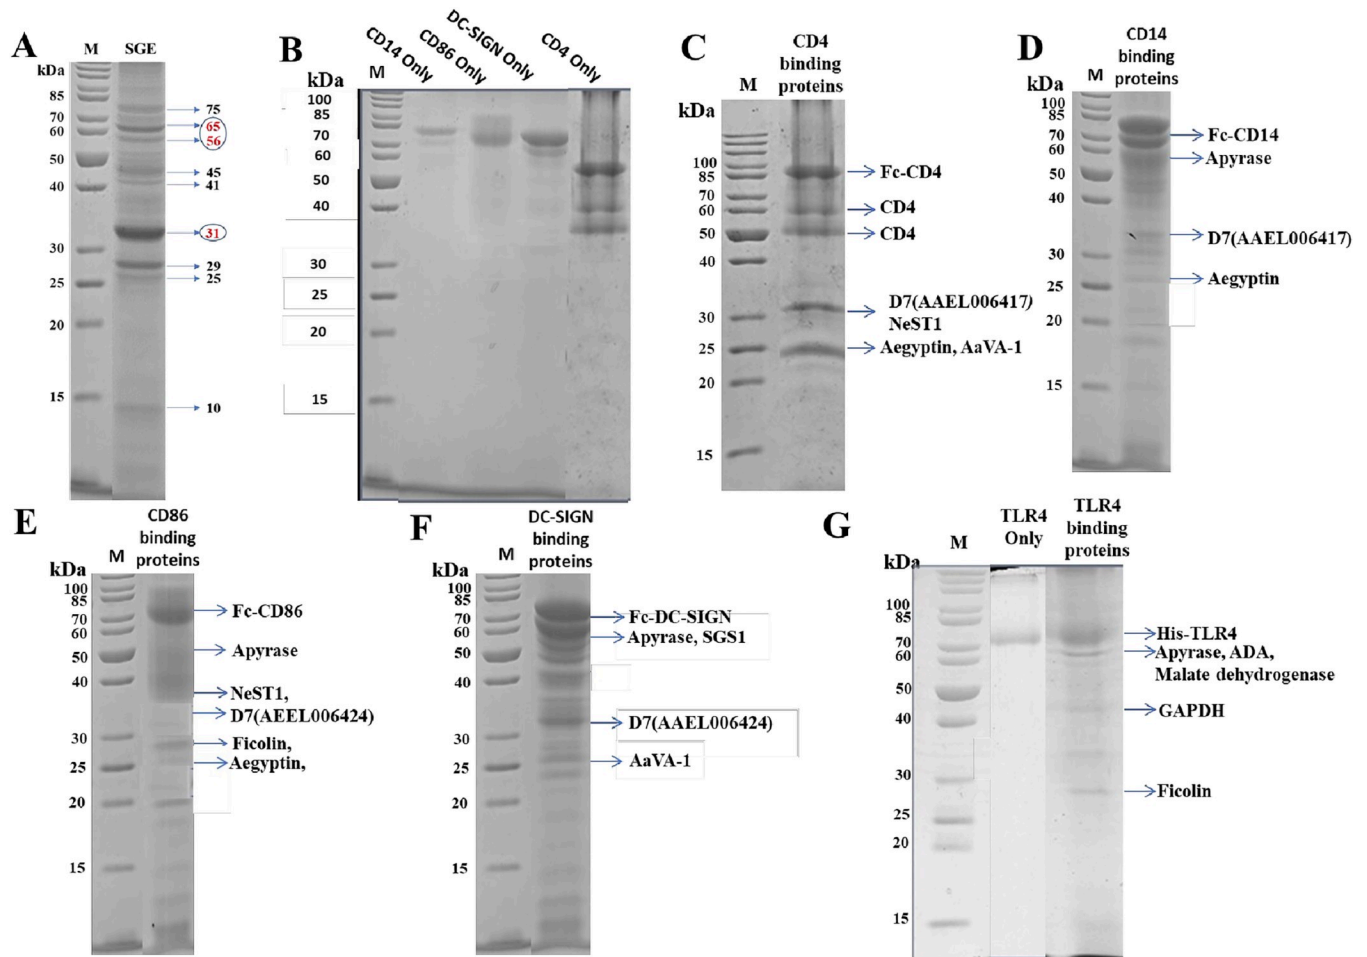 A
M
SGE
kDa
85
70
60
50
40
30
25
20
15
75
65
56
45
41
31
29
25
10
B
CD14 Only
CD86 Only
DC-SIGN Only
CD4 Only
kDa
M
100
85
70
60
50
40
30
25
20
15
C
CD4
binding
proteins
M
kDa
100
85
70
60
50
40
30
25
20
15
Fc-CD4
CD4
CD4
D7(AAEL006417)
NeST1
Aegyptin, AaVA-1
D
CD14
binding
proteins
M
kDa
100
85
70
60
50
40
30
25
20
15
Fc-CD14
Apyrase
D7(AAEL006417)
Aegyptin
E
CD86
binding
proteins
M
kDa
100
85
70
60
50
40
30
25
20
15
Fc-CD86
Apyrase
NeST1,
D7(AEEL006424)
Ficolin,
Aegyptin,
F
DC-SIGN
binding
proteins
M
kDa
100
85
70
60
50
40
30
25
20
15
Fc-DC-SIGN
Apyrase, SGS1
D7(AAEL006424)
AaVA-1
G
TLR4
Only
TLR4
binding
proteins
M
kDa
100
85
70
60
50
40
30
25
20
15
His-TLR4
Apyrase, ADA,
Malate dehydrogenase
GAPDH
Ficolin